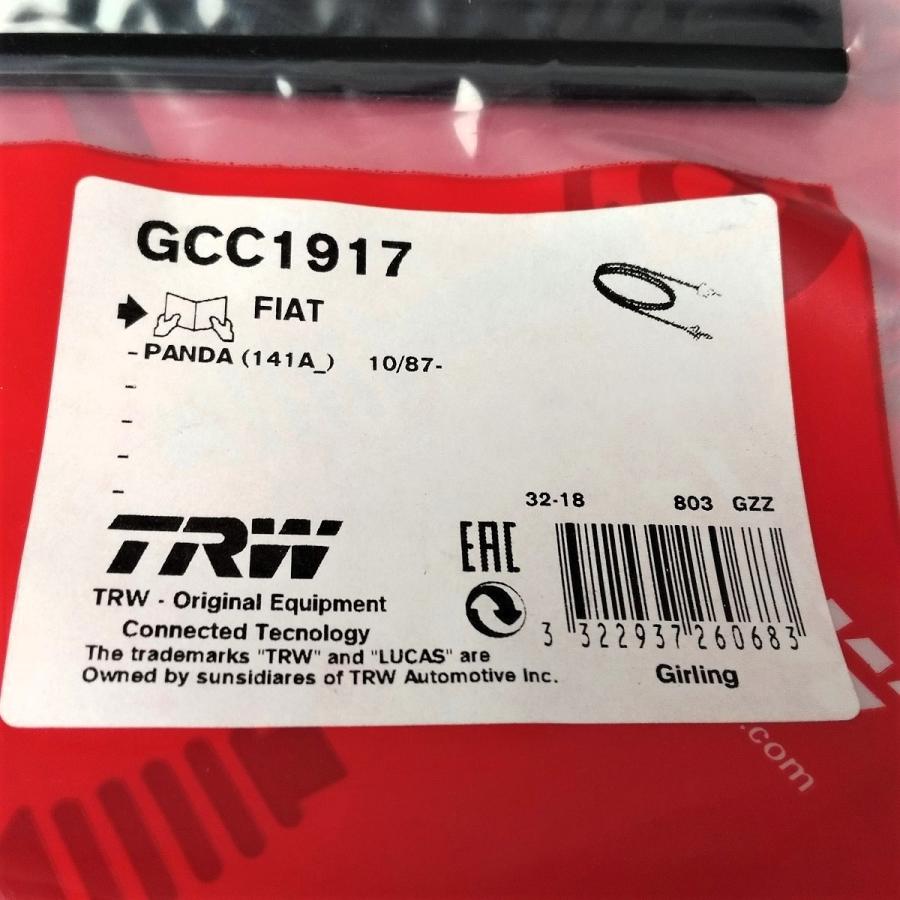 GCC1917
FIAT
-PANDA (141A_) 10/87-
-
-
-
-
32-18 803 GZZ
TRW
EAC
TRW - Original Equipment
Connected Tecnology
The trademarks "TRW" and "LUCAS" are
Owned by sunsidiares of TRW Automotive Inc.
3 322937 260683
Girling
.com